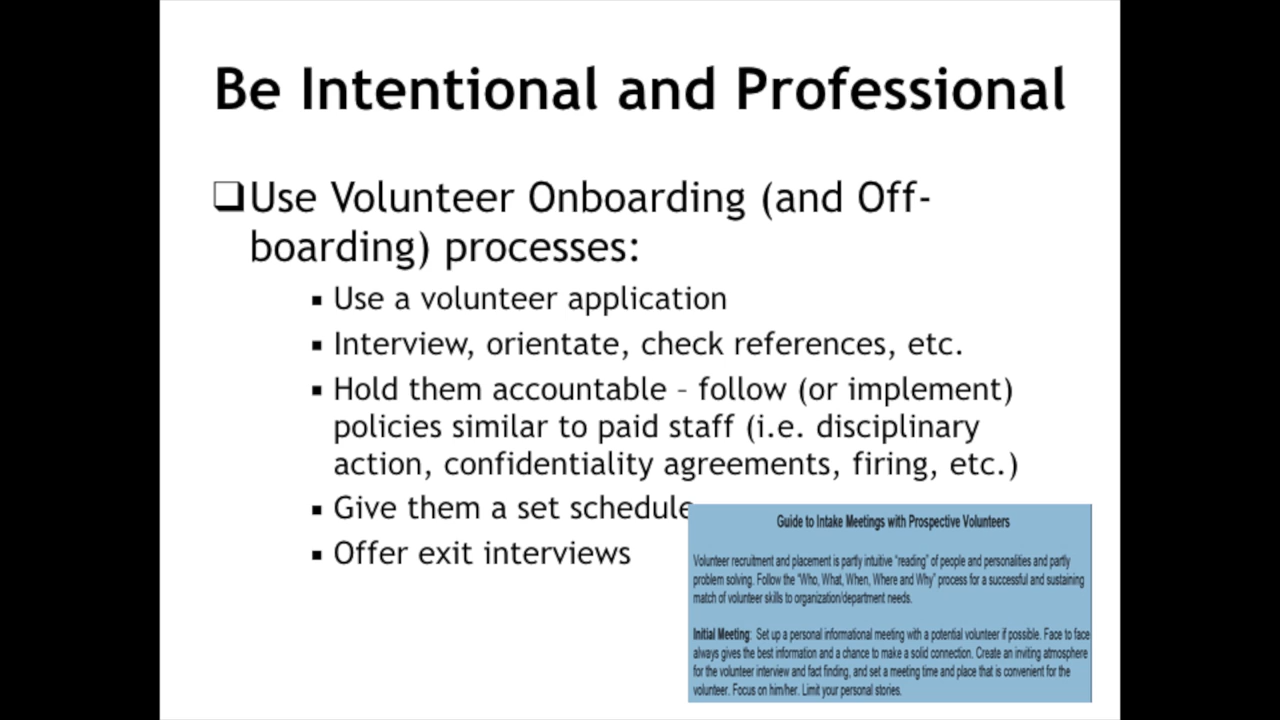 Be Intentional and Professional
❑Use Volunteer Onboarding (and Off-
boarding) processes:
▪ Use a volunteer application
▪ Interview, orientate, check references, etc.
▪ Hold them accountable – follow (or implement)
policies similar to paid staff (i.e. disciplinary
action, confidentiality agreements, firing, etc.)
▪ Give them a set schedule
▪ Offer exit interviews
Guide to Intake Meetings with Prospective Volunteers
Volunteer recruitment and placement is partly intuitive "reading" of people and personalities and partly
problem solving. Follow the "Who, What, When, Where and Why" process for a successful and sustaining
match of volunteer skills to organization/department needs.
Initial Meeting: Set up a personal informational meeting with a potential volunteer if possible. Face to face
always gives the best information and a chance to make a solid connection. Create an inviting atmosphere
for the volunteer interview and fact finding, and set a meeting time and place that is convenient for the
volunteer. Focus on him/her. Limit your personal stories.